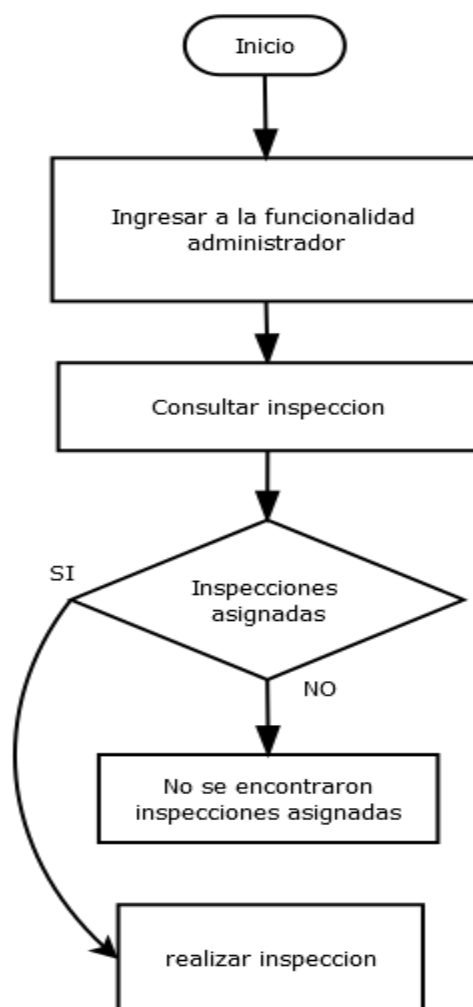 Inicio
Ingresar a la funcionalidad
administrador
Consultar inspeccion
SI
Inspecciones
asignadas
NO
No se encontraron
inspecciones asignadas
realizar inspeccion